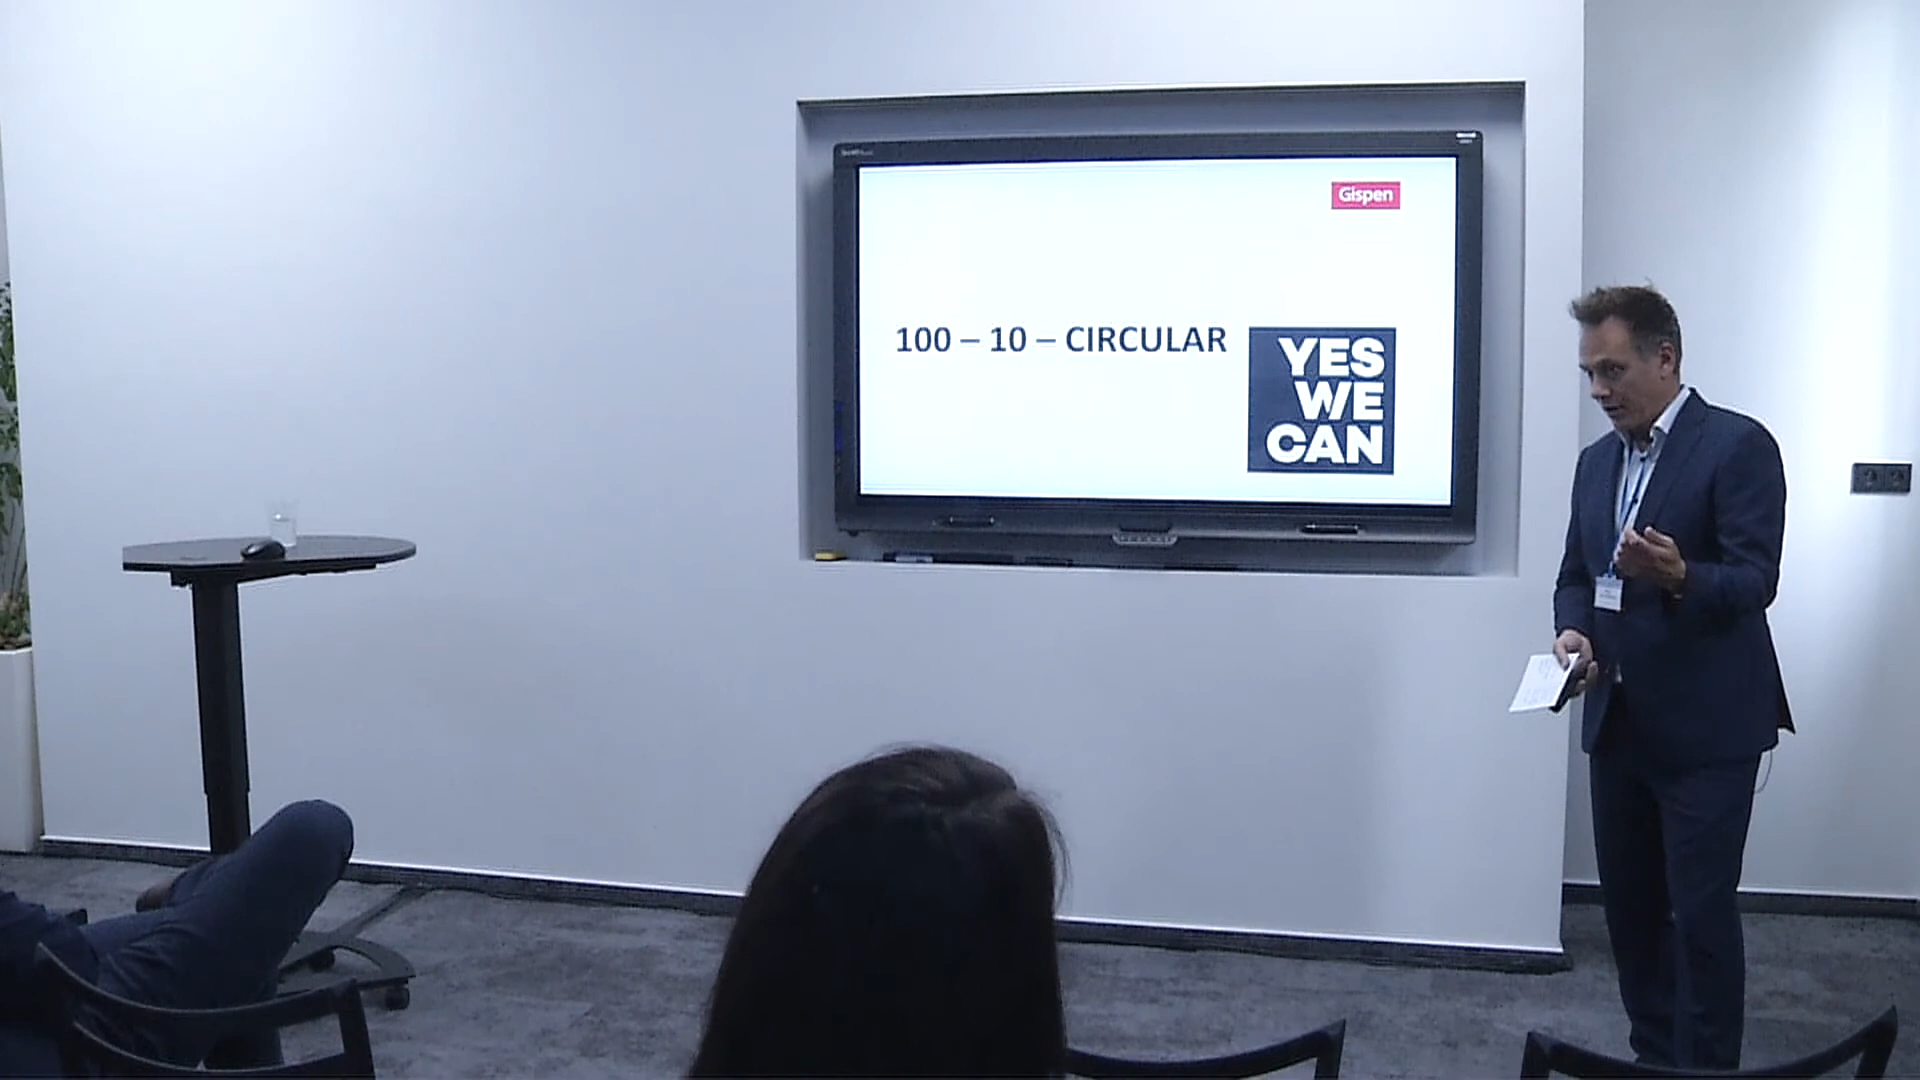 Gispen
100 – 10 – CIRCULAR
YES
WE
CAN